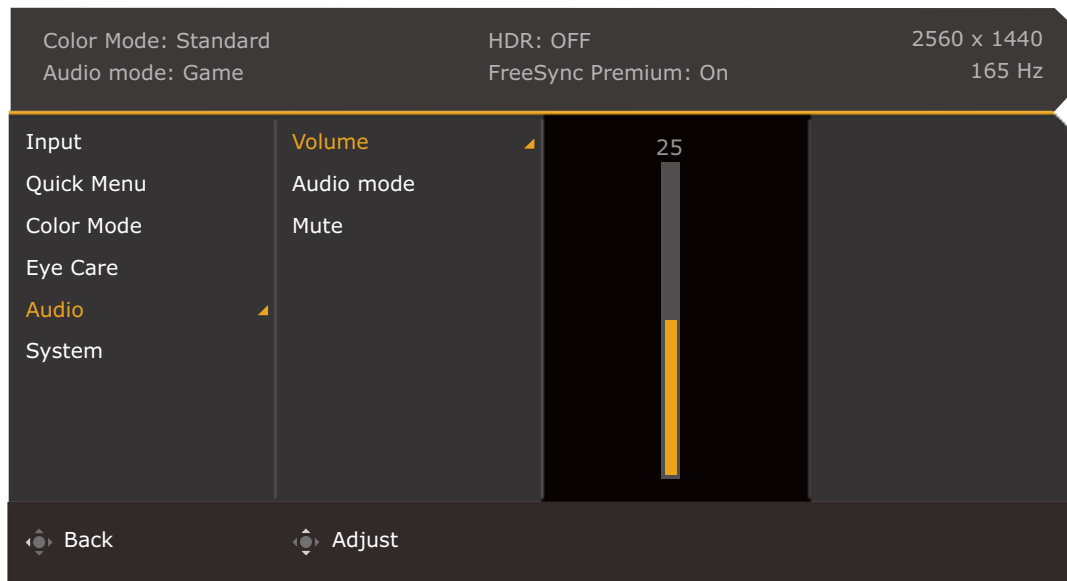 Color Mode: Standard
HDR: OFF
2560 x 1440
Audio mode: Game
FreeSync Premium: On
165 Hz
Input
Quick Menu
Color Mode
Eye Care
Audio
System
Volume
Audio mode
Mute
25
Back
Adjust